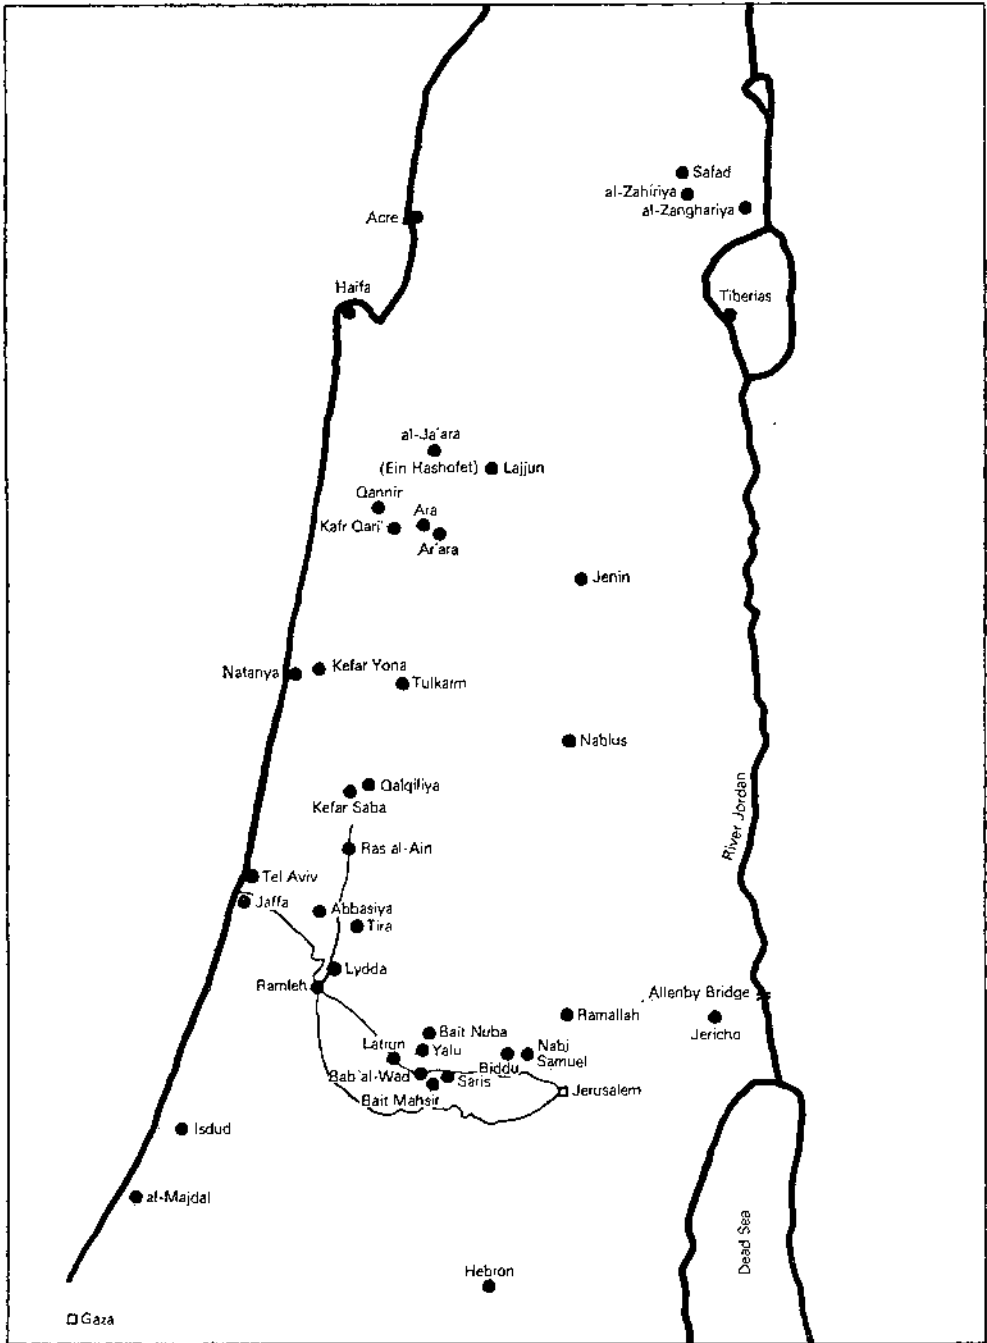 Safad
al-Zahiriya
al-Zanghariya
Acre
Haifa
Tiberias
al-Ja'ara
(Ein Hashofet)
Lajjun
Qannir
Ara
Kafr Qari'
Ar'ara
Jenin
Natanya
Kefar Yona
Tulkarm
Nablus
Qalqiliya
Kefar Saba
River Jordan
Ras al-Ain
Tel Aviv
Jaffa
Abbasiya
Tira
Lydda
Ramleh
Allenby Bridge
Ramallah
Jericho
Bait Nuba
Latrun
Yalu
Nabi
Samuel
Biddu
Bab al-Wad
Saris
Jerusalem
Bait Mahsir
Isdud
al-Majdal
Dead Sea
Hebron
Gaza